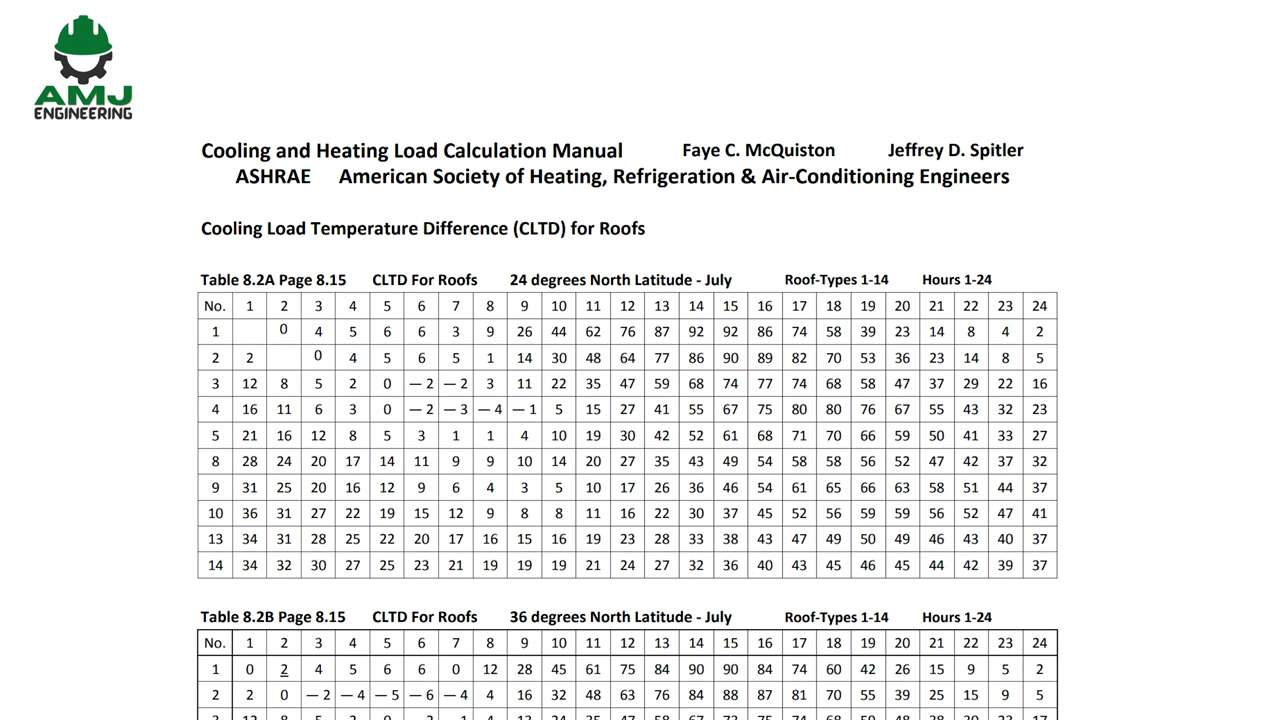 AMJ
ENGINEERING
Cooling and Heating Load Calculation Manual Faye C. McQuiston Jeffrey D. Spitler
ASHRAE American Society of Heating, Refrigeration & Air-Conditioning Engineers
Cooling Load Temperature Difference (CLTD) for Roofs
Table 8.2A Page 8.15 CLTD For Roofs 24 degrees North Latitude - July Roof-Types 1-14 Hours 1-24
No. 1 2 3 4 5 6 7 8 9 10 11 12 13 14 15 16 17 18 19 20 21 22 23 24
1 0 4 5 6 6 3 9 26 44 62 76 87 92 92 86 74 58 39 23 14 8 4 2
2 2 0 4 5 6 5 1 14 30 48 64 77 86 90 89 82 70 53 36 23 14 8 5
3 12 8 5 2 0 — 2 — 2 3 11 22 35 47 59 68 74 77 74 68 58 47 37 29 22 16
4 16 11 6 3 0 — 2 — 3 — 4 — 1 5 15 27 41 55 67 75 80 80 76 67 55 43 32 23
5 21 16 12 8 5 3 1 1 4 10 19 30 42 52 61 68 71 70 66 59 50 41 33 27
8 28 24 20 17 14 11 9 9 10 14 20 27 35 43 49 54 58 58 56 52 47 42 37 32
9 31 25 20 16 12 9 6 4 3 5 10 17 26 36 46 54 61 65 66 63 58 51 44 37
10 36 31 27 22 19 15 12 9 8 8 11 16 22 30 37 45 52 56 59 59 56 52 47 41
13 34 31 28 25 22 20 17 16 15 16 19 23 28 33 38 43 47 49 50 49 46 43 40 37
14 34 32 30 27 25 23 21 19 19 19 21 24 27 32 36 40 43 45 46 45 44 42 39 37
Table 8.2B Page 8.15 CLTD For Roofs 36 degrees North Latitude - July Roof-Types 1-14 Hours 1-24
No. 1 2 3 4 5 6 7 8 9 10 11 12 13 14 15 16 17 18 19 20 21 22 23 24
1 0 2 4 5 6 6 0 12 28 45 61 75 84 90 90 84 74 60 42 26 15 9 5 2
2 2 0 — 2 — 4 — 5 — 6 — 4 4 16 32 48 63 76 84 88 87 81 70 55 39 25 15 9 5